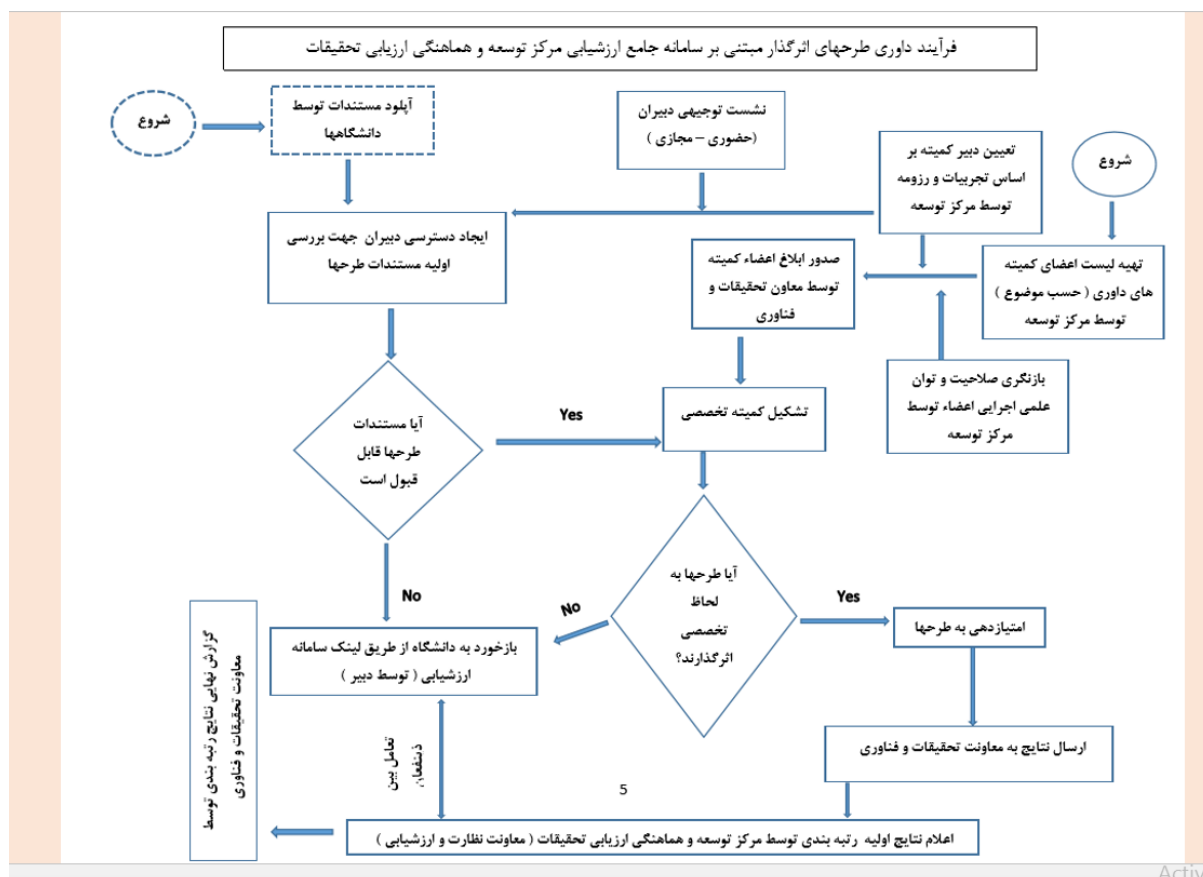 فرآیند داوری طرحهای اثرگذار مبتنی بر سامانه جامع ارزشیابی مرکز توسعه و هماهنگی ارزیابی تحقیقات
شروع
تهیه لیست اعضای کمیته
های داوری ( حسب موضوع )
توسط مرکز توسعه
تعیین دبیر کمیته بر
اساس تجربیات و رزومه
توسط مرکز توسعه
بازنگری صلاحیت و توان
علمی اجرایی اعضاء توسط
مرکز توسعه
نشست توجیهی دبیران
(حضوری – مجازی )
صدور ابلاغ اعضاء کمیته
توسط معاون تحقیقات و
فناوری
شروع
آپلود مستندات توسط
دانشگاهها
ایجاد دسترسی دبیران جهت بررسی
اولیه مستندات طرحها
آیا مستندات
طرحها قابل
قبول است
Yes
تشکیل کمیته تخصصی
No
آیا طرحها به
لحاظ
تخصصی
اثرگذارند؟
Yes
No
امتیازدهی به طرحها
بازخورد به دانشگاه از طریق لینک سامانه
ارزشیابی ( توسط دبیر )
ارسال نتایج به معاونت تحقیقات و فناوری
تعامل بین
ذینفعان
5
اعلام نتایج اولیه رتبه بندی توسط مرکز توسعه و هماهنگی ارزیابی تحقیقات ( معاونت نظارت و ارزشیابی )
گزارش نهایی نتایج رتبه بندی توسط
معاونت تحقیقات و فناوری
Activ